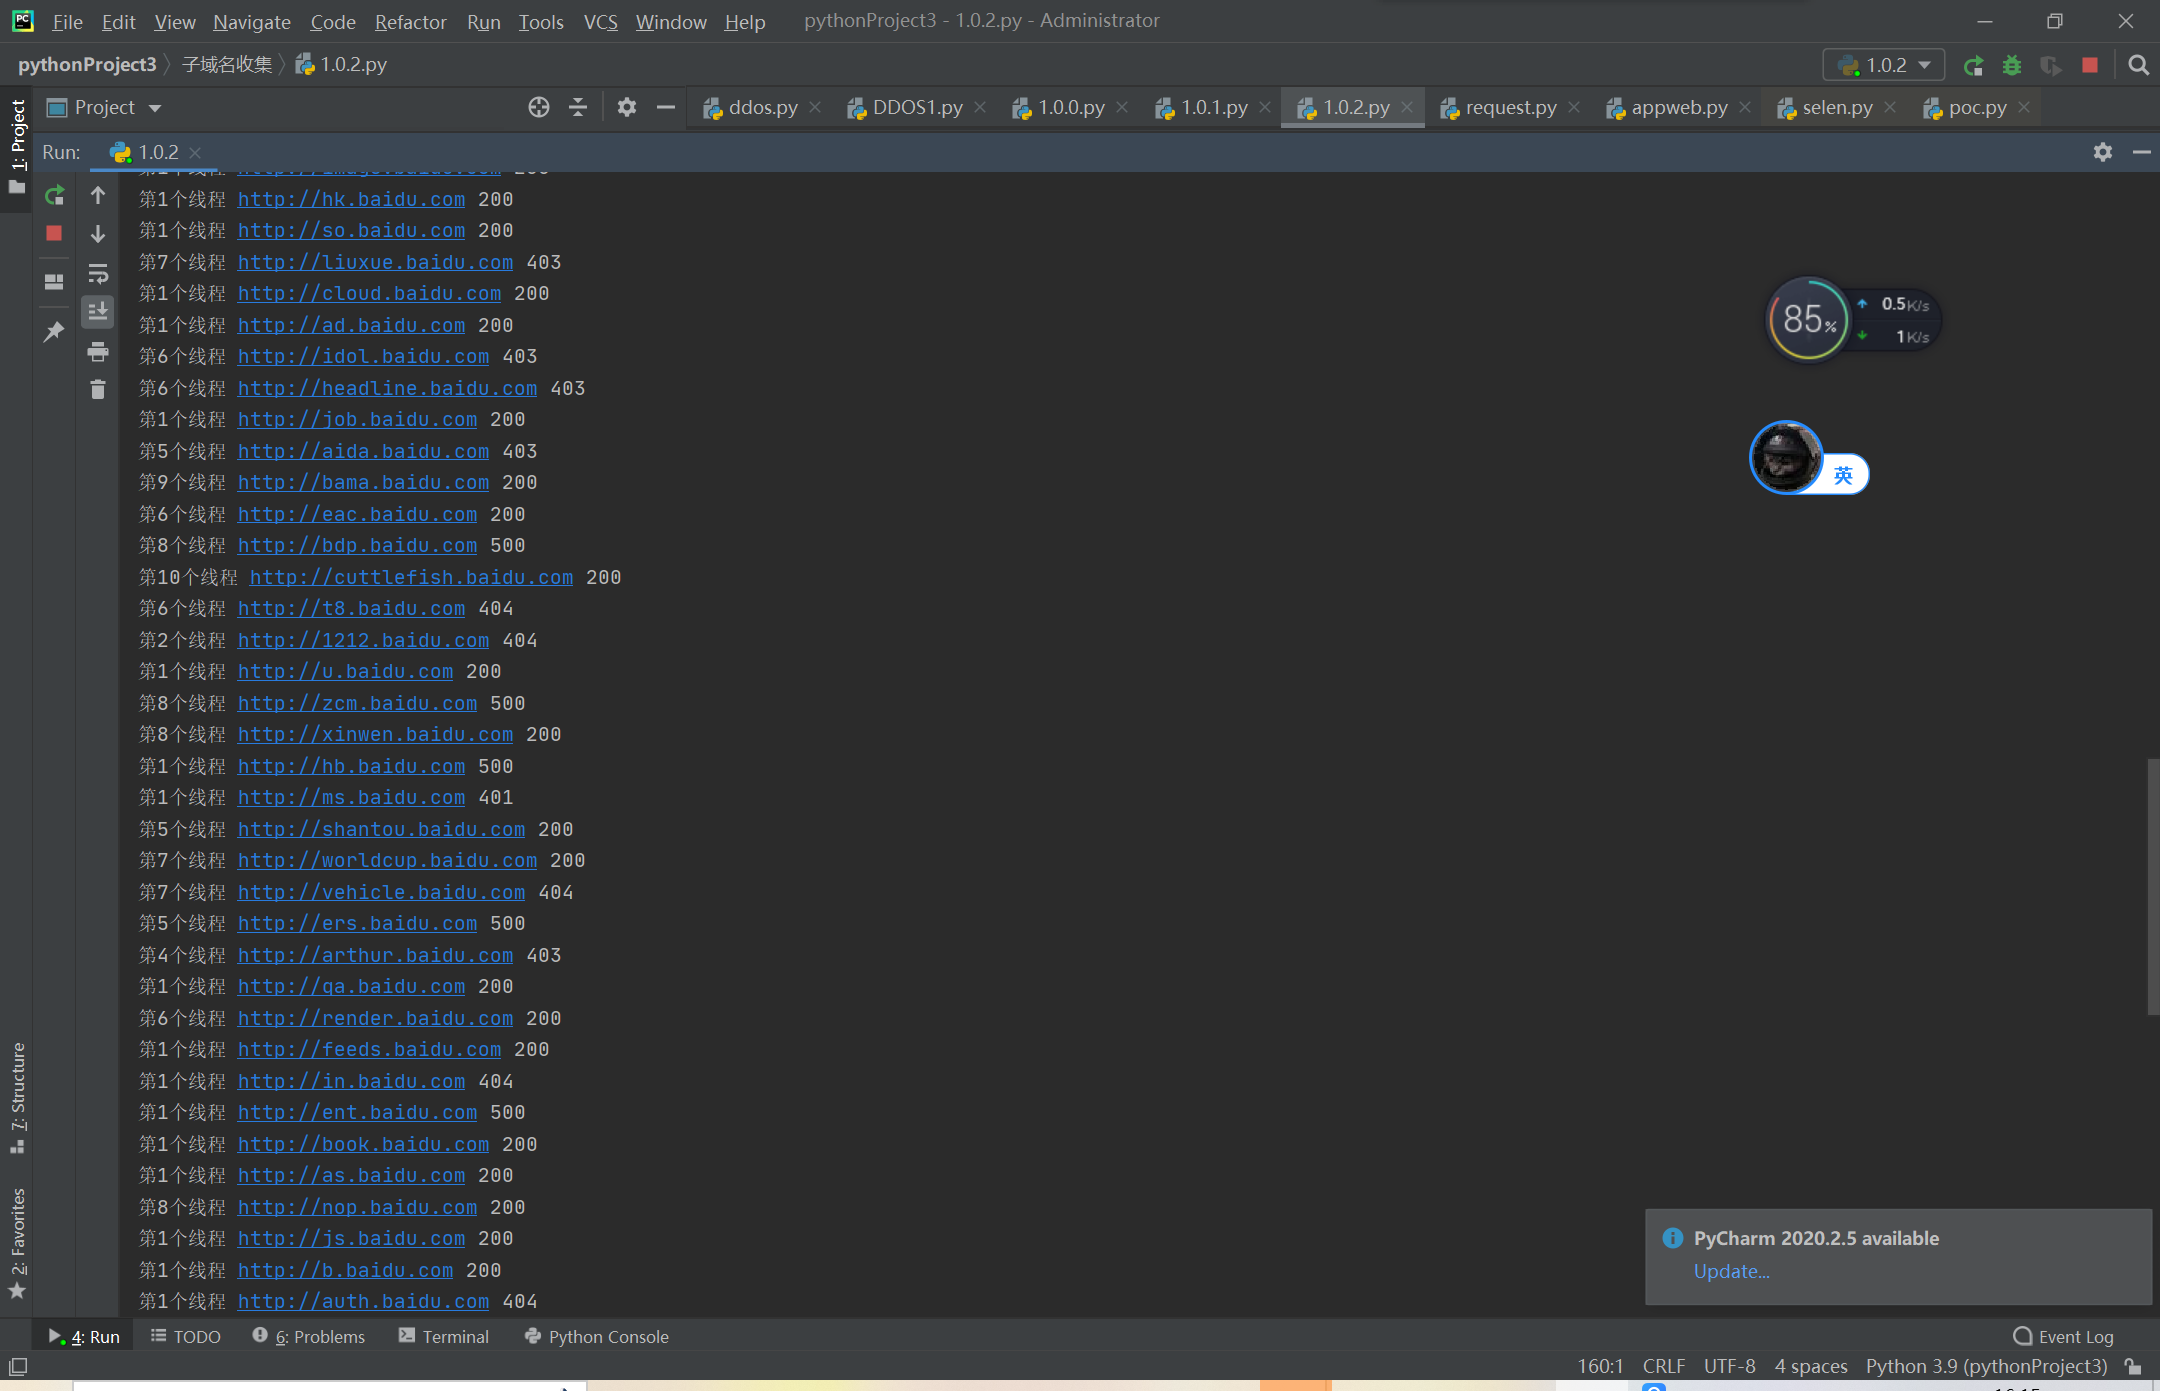 File Edit View Navigate Code Refactor Run Tools VCS Window Help pythonProject3 - 1.0.2.py - Administrator
pythonProject3 子域名收集 1.0.2.py 1.0.2
1: Project
Project ddos.py DDOS1.py 1.0.0.py 1.0.1.py 1.0.2.py request.py appweb.py selen.py poc.py
Run: 1.0.2
第1个线程 http://image.baidu.com 200
第1个线程 http://hk.baidu.com 200
第1个线程 http://so.baidu.com 200
第7个线程 http://liuxue.baidu.com 403
第1个线程 http://cloud.baidu.com 200
第1个线程 http://ad.baidu.com 200
第6个线程 http://idol.baidu.com 403
第6个线程 http://headline.baidu.com 403
第1个线程 http://job.baidu.com 200
第5个线程 http://aida.baidu.com 403
第9个线程 http://bama.baidu.com 200
第6个线程 http://eac.baidu.com 200
第8个线程 http://bdp.baidu.com 500
第10个线程 http://cuttlefish.baidu.com 200
第6个线程 http://t8.baidu.com 404
第2个线程 http://1212.baidu.com 404
第1个线程 http://u.baidu.com 200
第8个线程 http://zcm.baidu.com 500
第8个线程 http://xinwen.baidu.com 200
第1个线程 http://hb.baidu.com 500
第1个线程 http://ms.baidu.com 401
第5个线程 http://shantou.baidu.com 200
第7个线程 http://worldcup.baidu.com 200
第7个线程 http://vehicle.baidu.com 404
第5个线程 http://ers.baidu.com 500
第4个线程 http://arthur.baidu.com 403
第1个线程 http://qa.baidu.com 200
第6个线程 http://render.baidu.com 200
第1个线程 http://feeds.baidu.com 200
第1个线程 http://in.baidu.com 404
第1个线程 http://ent.baidu.com 500
第1个线程 http://book.baidu.com 200
第1个线程 http://as.baidu.com 200
第8个线程 http://nop.baidu.com 200
第1个线程 http://js.baidu.com 200
第1个线程 http://b.baidu.com 200
第1个线程 http://auth.baidu.com 404
85% 0.5K/s
1K/s
英
7: Structure
2: Favorites
PyCharm 2020.2.5 available
Update...
4: Run TODO 6: Problems Terminal Python Console Event Log
160:1 CRLF UTF-8 4 spaces Python 3.9 (pythonProject3)